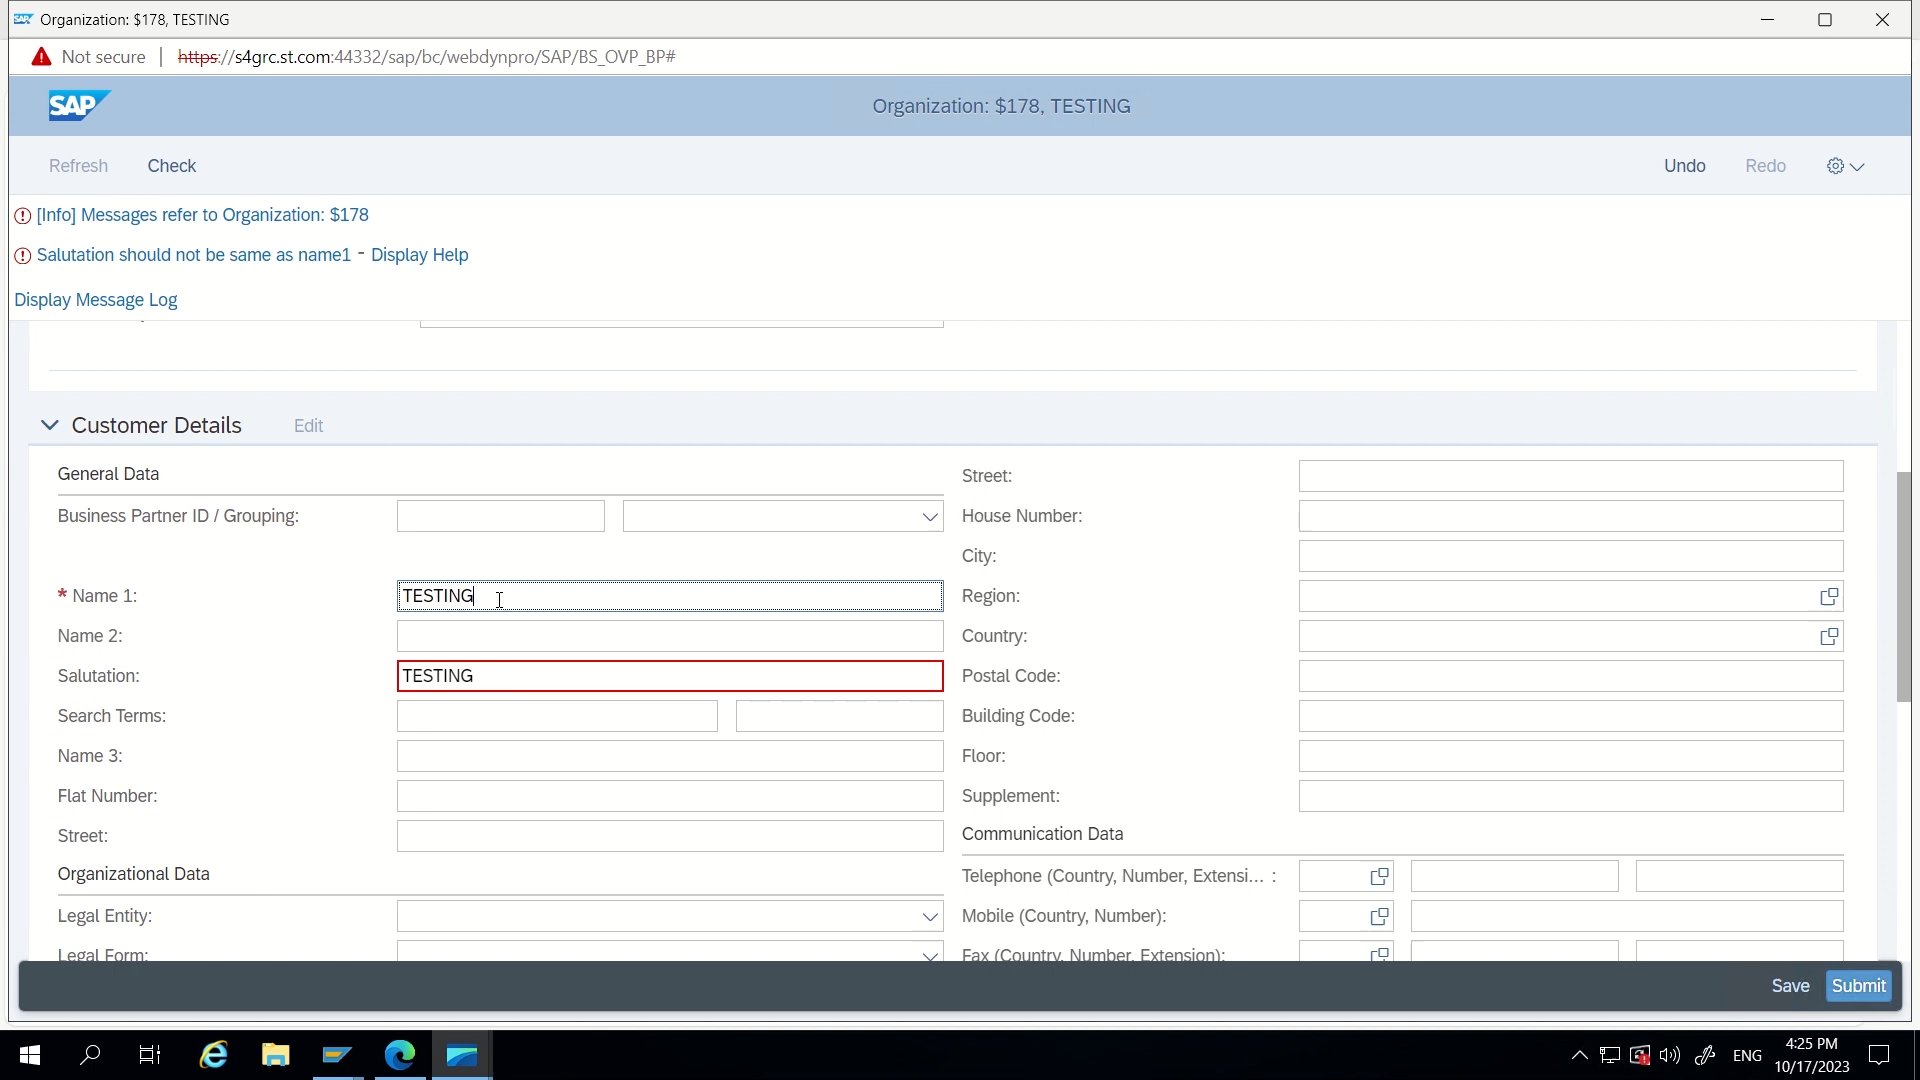 SAP Organization: $178, TESTING
Not secure | https://s4grc.st.com:44332/sap/bc/webdynpro/SAP/BS_OVP_BP#
SAP Organization: $178, TESTING
Refresh Check Undo Redo
[Info] Messages refer to Organization: $178
Salutation should not be same as name1 - Display Help
Display Message Log
Customer Details Edit
General Data
Business Partner ID / Grouping:
* Name 1: TESTING
Name 2:
Salutation: TESTING
Search Terms:
Name 3:
Flat Number:
Street:
Organizational Data
Legal Entity:
Legal Form:
Street:
House Number:
City:
Region:
Country:
Postal Code:
Building Code:
Floor:
Supplement:
Communication Data
Telephone (Country, Number, Extensi... :
Mobile (Country, Number):
Fax (Country, Number, Extension):
Save Submit
ENG
4:25 PM
10/17/2023